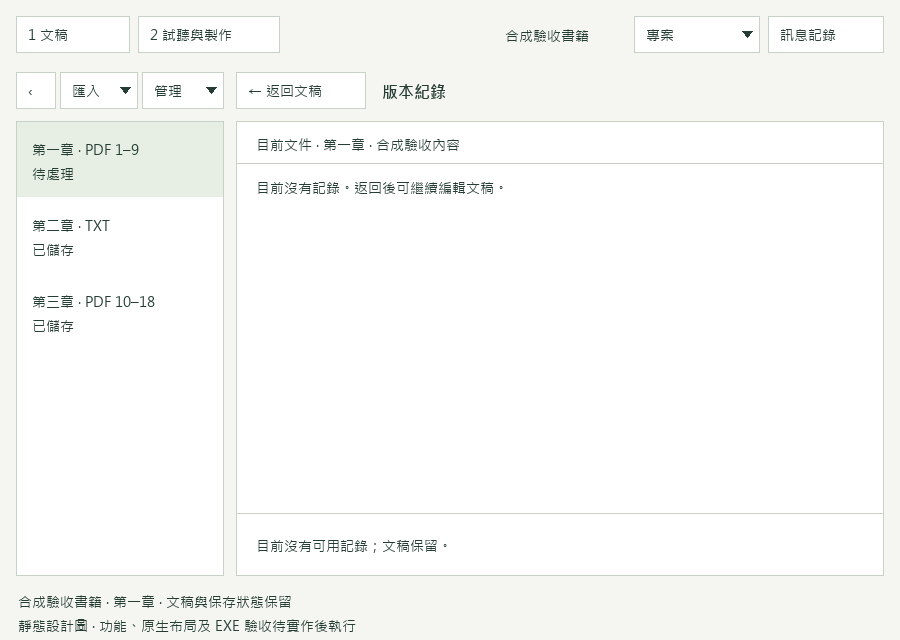 1 文稿
2 試聽與製作
合成驗收書籍
專案
訊息記錄
‹
匯入
管理
← 返回文稿
版本紀錄
第一章 · PDF 1–9
待處理
第二章 · TXT
已儲存
第三章 · PDF 10–18
已儲存
目前文件 · 第一章 · 合成驗收內容
目前沒有記錄。返回後可繼續編輯文稿。
目前沒有可用記錄；文稿保留。
合成驗收書籍 · 第一章 · 文稿與保存狀態保留
靜態設計圖 · 功能、原生布局及 EXE 驗收待實作後執行